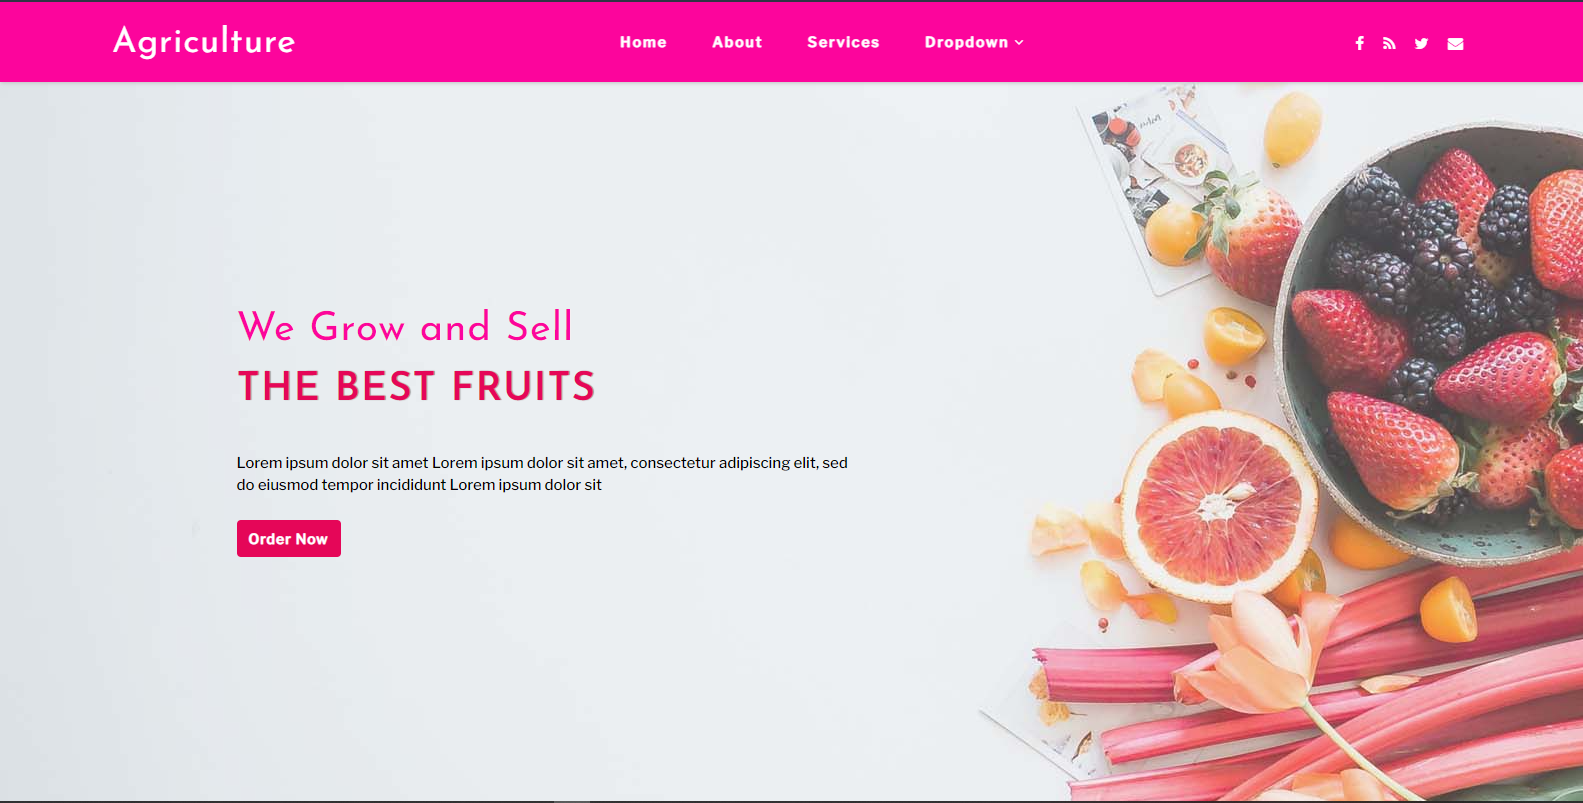 Agriculture
Home About Services Dropdown
We Grow and Sell
THE BEST FRUITS
Lorem ipsum dolor sit amet Lorem ipsum dolor sit amet, consectetur adipiscing elit, sed
do eiusmod tempor incididunt Lorem ipsum dolor sit
Order Now